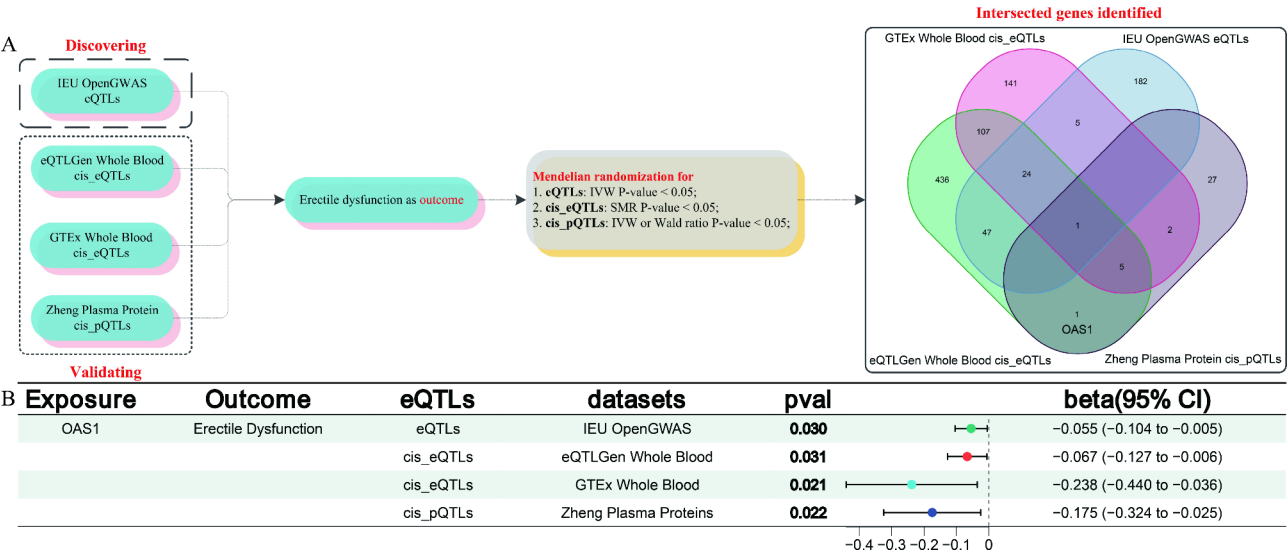 A
Discovering
IEU OpenGWAS
eQTLs
eQTLGen Whole Blood
cis_eQTLs
GTEx Whole Blood
cis_eQTLs
Zheng Plasma Protein
cis_pQTLs
Erectile dysfunction as outcome
Mendelian randomization for
1. eQTLs: IVW P-value < 0.05;
2. cis_eQTLs: SMR P-value < 0.05;
3. cis_pQTLs: IVW or Wald ratio P-value < 0.05;
Intersected genes identified
GTEx Whole Blood cis_eQTLs
IEU OpenGWAS eQTLs
141
182
107
5
436
24
27
47
1
2
5
1
OAS1
eQTLGen Whole Blood cis_eQTLs
Zheng Plasma Protein cis_pQTLs
Validating
B
Exposure Outcome eQTLs datasets pval beta(95% CI)
OAS1 Erectile Dysfunction eQTLs IEU OpenGWAS 0.030 −0.055 (−0.104 to −0.005)
cis_eQTLs eQTLGen Whole Blood 0.031 −0.067 (−0.127 to −0.006)
cis_eQTLs GTEx Whole Blood 0.021 −0.238 (−0.440 to −0.036)
cis_pQTLs Zheng Plasma Proteins 0.022 −0.175 (−0.324 to −0.025)
−0.4 −0.3 −0.2 −0.1 0